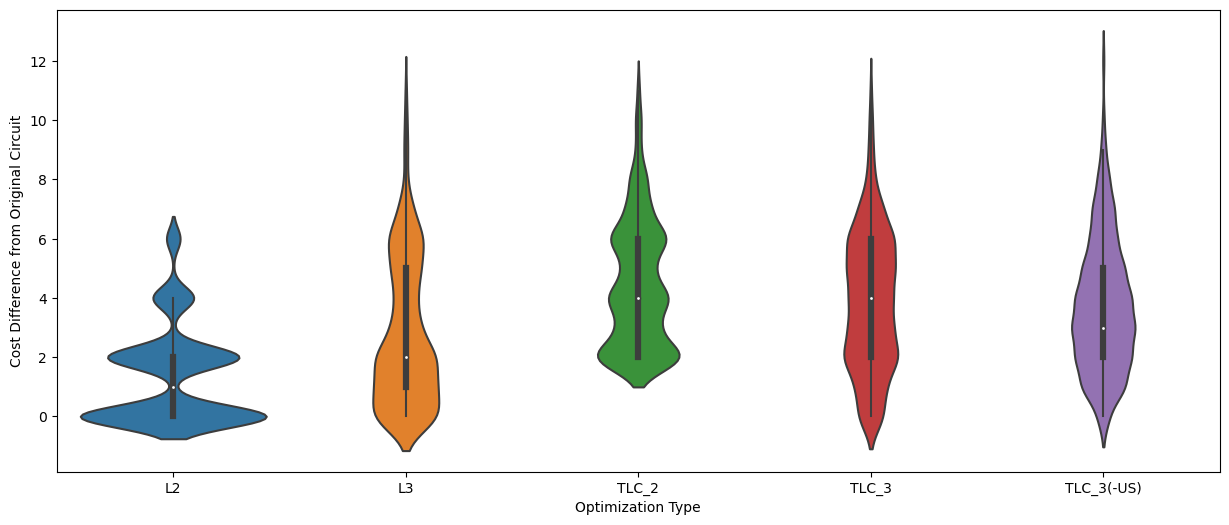 Cost Difference from Original Circuit
12
10
8
6
4
2
0
L2 L3 TLC_2 TLC_3 TLC_3(-US)
Optimization Type